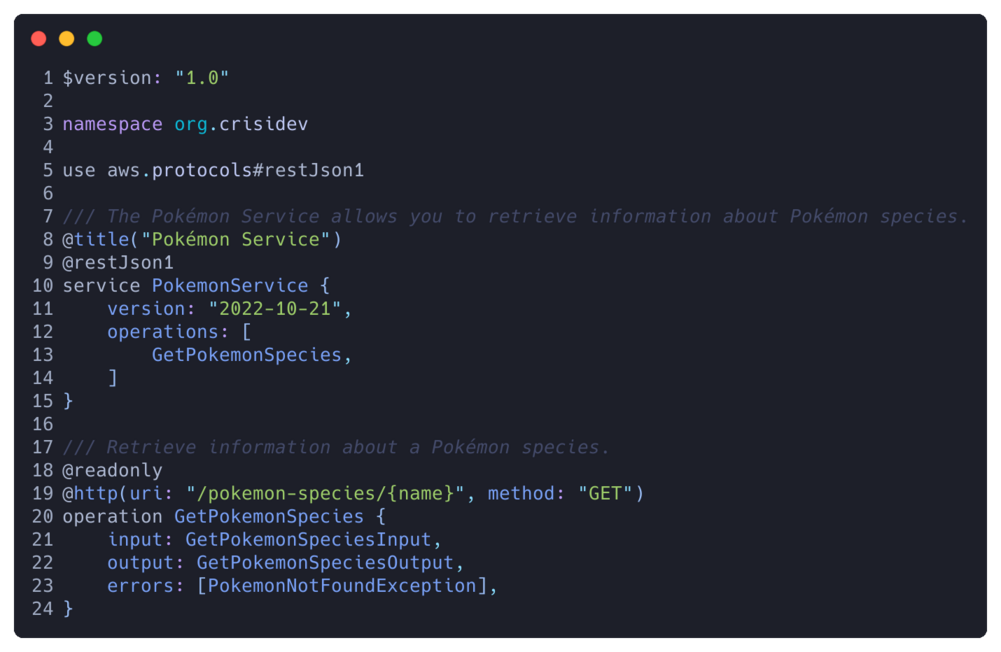 1 $version: "1.0"
2
3 namespace org.crisidev
4
5 use aws.protocols#restJson1
6
7 /// The Pokémon Service allows you to retrieve information about Pokémon species.
8 @title("Pokémon Service")
9 @restJson1
10 service PokemonService {
11     version: "2022-10-21",
12     operations: [
13         GetPokemonSpecies,
14     ]
15 }
16
17 /// Retrieve information about a Pokémon species.
18 @readonly
19 @http(uri: "/pokemon-species/{name}", method: "GET")
20 operation GetPokemonSpecies {
21     input: GetPokemonSpeciesInput,
22     output: GetPokemonSpeciesOutput,
23     errors: [PokemonNotFoundException],
24 }